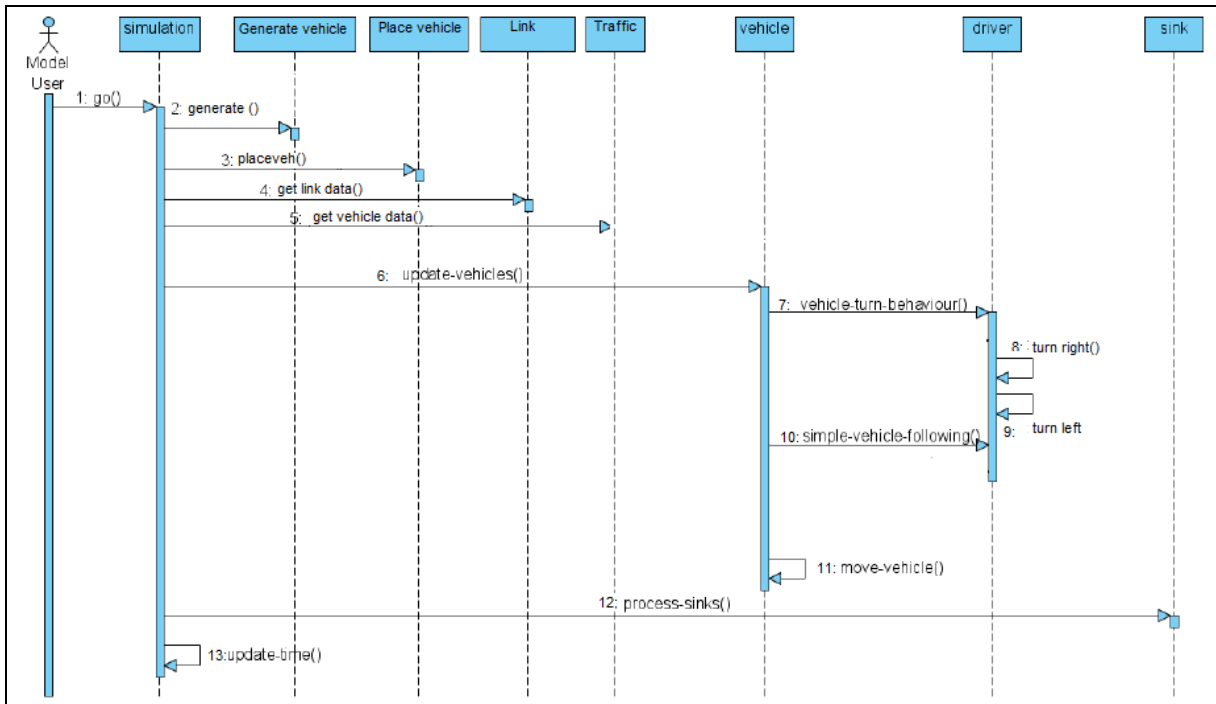 simulation
Generate vehicle
Place vehicle
Link
Traffic
vehicle
driver
sink
Model
User
1: go()
2: generate ()
3: placeveh()
4: get link data()
5: get vehicle data()
6: update-vehicles()
7: vehicle-turn-behaviour()
8: turn right()
9: turn left
10: simple-vehicle-following()
11: move-vehicle()
12: process-sinks()
13:update-time()